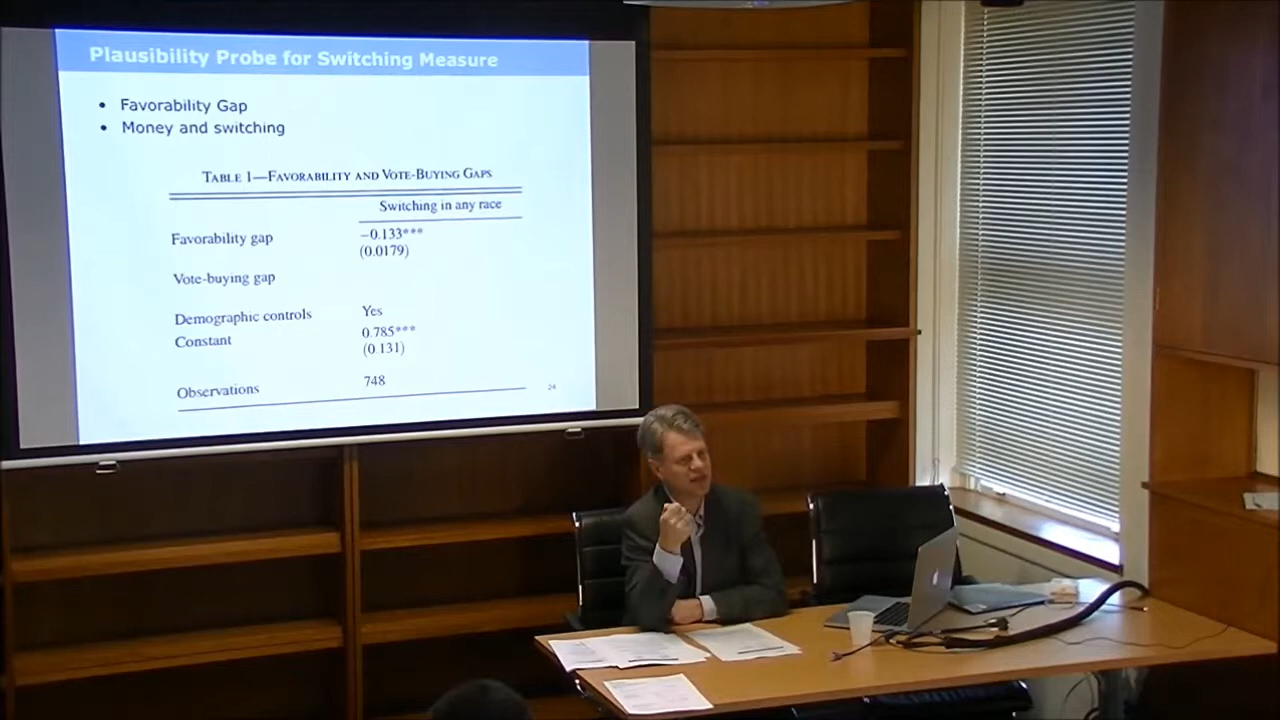 Plausibility Probe for Switching Measure
• Favorability Gap
• Money and switching
TABLE 1—FAVORABILITY AND VOTE-BUYING GAPS
Switching in any race
Favorability gap −0.133***
(0.0179)
Vote-buying gap
Demographic controls Yes
Constant 0.785***
(0.131)
Observations 748
24